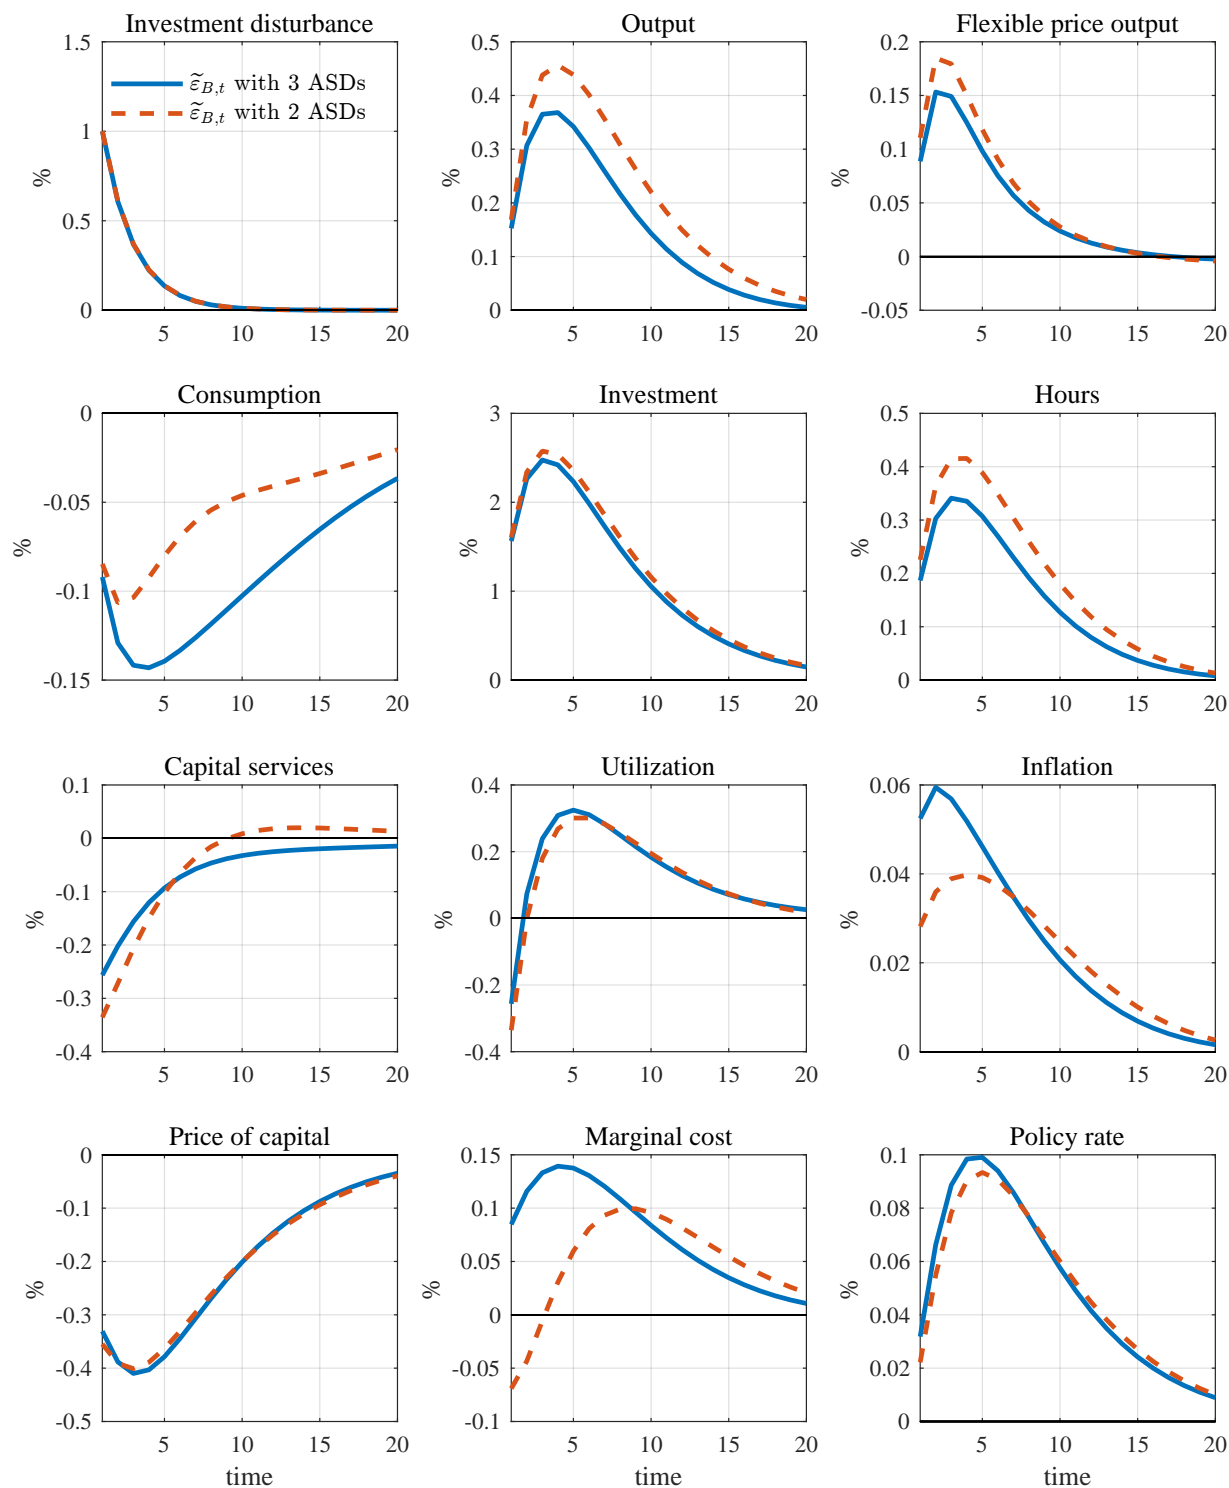 Investment disturbance
1.5
1
0.5
0
%
5 10 15 20
ε̃_{B,t} with 3 ASDs
ε̃_{B,t} with 2 ASDs
Output
0.5
0.4
0.3
0.2
0.1
0
%
5 10 15 20
Flexible price output
0.2
0.15
0.1
0.05
0
-0.05
%
5 10 15 20
Consumption
0
-0.05
-0.1
-0.15
%
5 10 15 20
Investment
3
2
1
0
%
5 10 15 20
Hours
0.5
0.4
0.3
0.2
0.1
0
%
5 10 15 20
Capital services
0.1
0
-0.1
-0.2
-0.3
-0.4
%
5 10 15 20
Utilization
0.4
0.2
0
-0.2
-0.4
%
5 10 15 20
Inflation
0.06
0.04
0.02
0
%
5 10 15 20
Price of capital
0
-0.1
-0.2
-0.3
-0.4
-0.5
%
5 10 15 20
time
Marginal cost
0.15
0.1
0.05
0
-0.05
-0.1
%
5 10 15 20
time
Policy rate
0.1
0.08
0.06
0.04
0.02
0
%
5 10 15 20
time